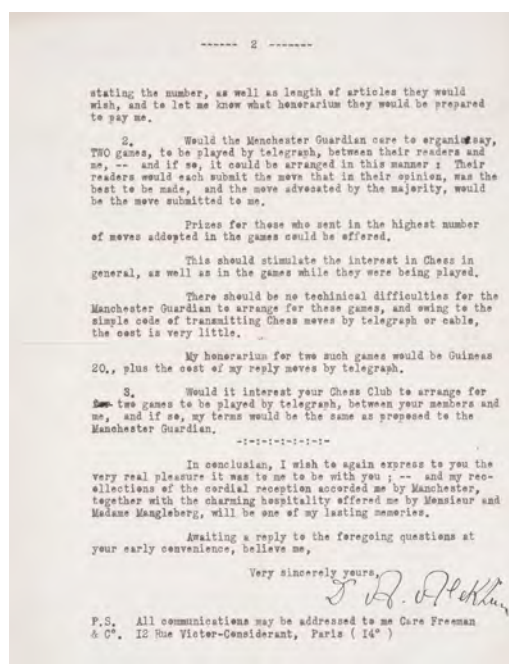 ------ 2 -------
stating the number, as well as length of articles they would
wish, and to let me know what honorarium they would be prepared
to pay me.
2. Would the Manchester Guardian care to organize say,
TWO games, to be played by telegraph, between their readers and
me, -- and if so, it could be arranged in this manner : Their
readers would each submit the move that in their opinion, was the
best to be made, and the move advocated by the majority, would
be the move submitted to me.
Prizes for those who sent in the highest number
of moves addopted in the games could be offered.
This should stimulate the interest in Chess in
general, as well as in the games while they were being played.
There should be no techinical difficulties for the
Manchester Guardian to arrange for these games, and owing to the
simple code of transmitting Chess moves by telegraph or cable,
the cost is very little.
My honorarium for two such games would be Guineas
20., plus the cost of my reply moves by telegraph.
3. Would it interest your Chess Club to arrange for
two games to be played by telegraph, between your members and
me, and if so, my terms would be the same as proposed to the
Manchester Guardian.
-:-:-:-:-:-:-
In conclusian, I wish to again express to you the
very real pleasure it was to me to be with you ; -- and my rec-
ollections of the cordial reception accorded me by Manchester,
together with the charming hospitality offered me by Monsieur and
Madame Mangleberg, will be one of my lasting memories.
Awaiting a reply to the foregoing questions at
your early convenience, believe me,
Very sincerely yours,
D A. Alekhine
P.S. All communications may be addressed to me Care Freeman
& C°. I2 Rue Victor-Considerant, Paris ( I4° )